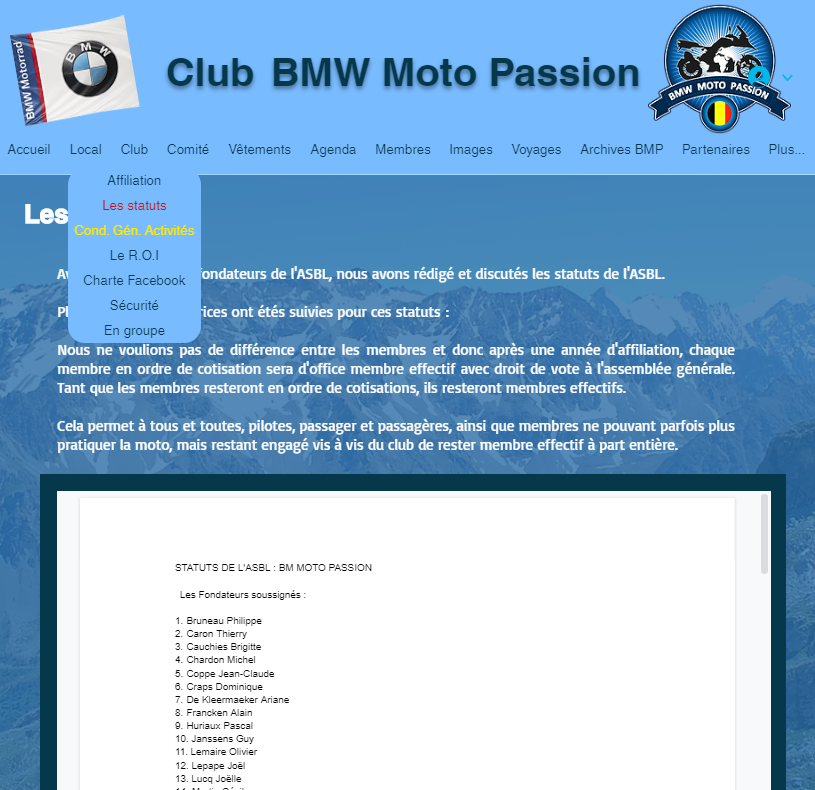 BMW
BMW Motorrad
Club BMW Moto Passion
BMW MOTO PASSION
Accueil Local Club Comité Vêtements Agenda Membres Images Voyages Archives BMP Partenaires Plus...
Affiliation
Les statuts
Cond. Gén. Activités
Le R.O.I
Charte Facebook
Sécurité
En groupe
Les
fondateurs de l'ASBL, nous avons rédigé et discutés les statuts de l'ASBL.
ont étés suivies pour ces statuts :
Nous ne voulions pas de différence entre les membres et donc après une année d'affiliation, chaque
membre en ordre de cotisation sera d'office membre effectif avec droit de vote à l'assemblée générale.
Tant que les membres resteront en ordre de cotisations, ils resteront membres effectifs.
Cela permet à tous et toutes, pilotes, passager et passagères, ainsi que membres ne pouvant parfois plus
pratiquer la moto, mais restant engagé vis à vis du club de rester membre effectif à part entière.
STATUTS DE L'ASBL : BM MOTO PASSION
Les Fondateurs soussignés :
1. Bruneau Philippe
2. Caron Thierry
3. Cauchies Brigitte
4. Chardon Michel
5. Coppe Jean-Claude
6. Craps Dominique
7. De Kleermaeker Ariane
8. Francken Alain
9. Huriaux Pascal
10. Janssens Guy
11. Lemaire Olivier
12. Lepape Joël
13. Lucq Joëlle